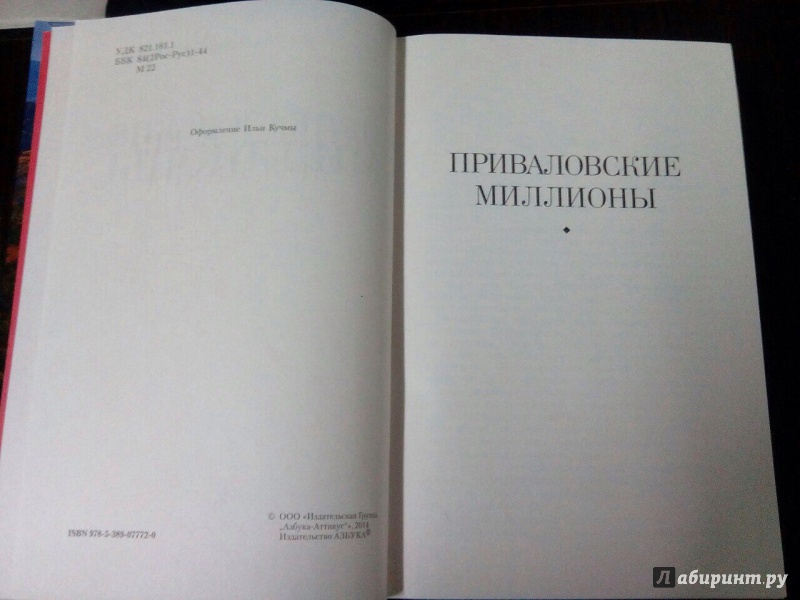 УДК 821.161.1
ББК 84(2Рос-Рус)1-44
М 22
Оформление Ильи Кучмы
ISBN 978-5-389-07772-0
© ООО «Издательская Группа
„Азбука-Аттикус“», 2014
Издательство АЗБУКА®
ПРИВАЛОВСКИЕ
МИЛЛИОНЫ
Лабиринт.ру